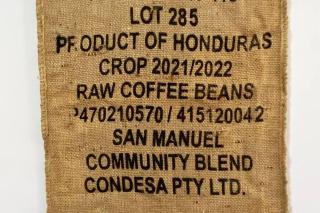 LOT 285
PRODUCT OF HONDURAS
CROP 2021/2022
RAW COFFEE BEANS
P470210570 / 415120042
SAN MANUEL
COMMUNITY BLEND
CONDESA PTY LTD.